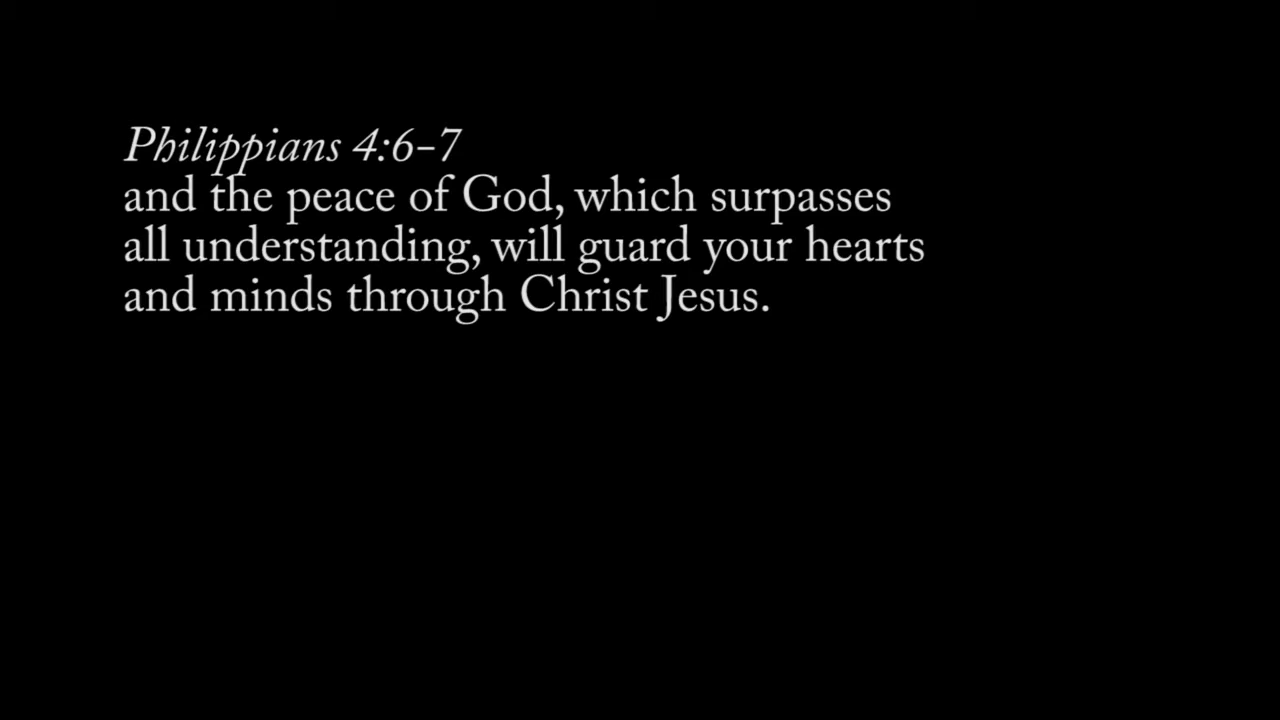 Philippians 4:6-7
and the peace of God, which surpasses
all understanding, will guard your hearts
and minds through Christ Jesus.